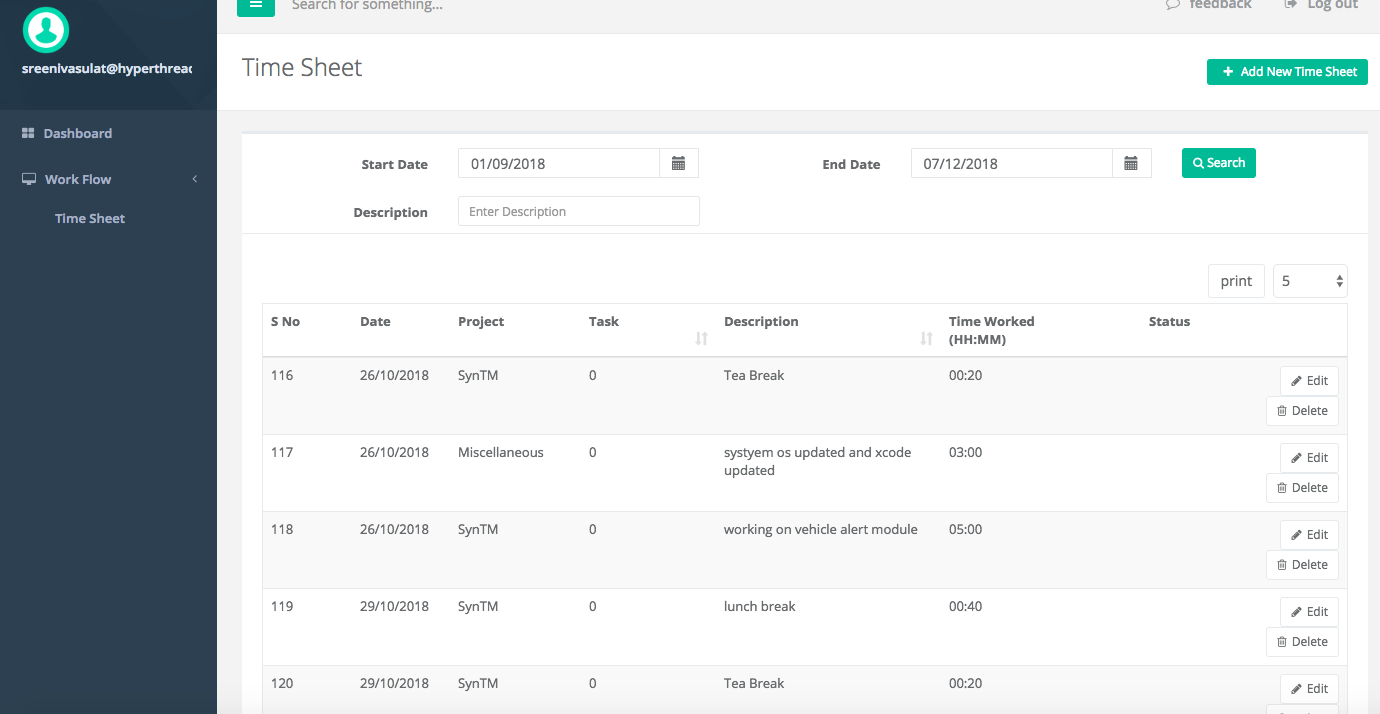 Search for something...
feedback
Log out
sreenivasulat@hyperthread
Time Sheet
+ Add New Time Sheet
Dashboard
Work Flow
Time Sheet
Start Date 01/09/2018
End Date 07/12/2018
Search
Description Enter Description
print 5
S No Date Project Task Description Time Worked (HH:MM) Status
116 26/10/2018 SynTM 0 Tea Break 00:20
Edit
Delete
117 26/10/2018 Miscellaneous 0 systyem os updated and xcode updated 03:00
Edit
Delete
118 26/10/2018 SynTM 0 working on vehicle alert module 05:00
Edit
Delete
119 29/10/2018 SynTM 0 lunch break 00:40
Edit
Delete
120 29/10/2018 SynTM 0 Tea Break 00:20
Edit